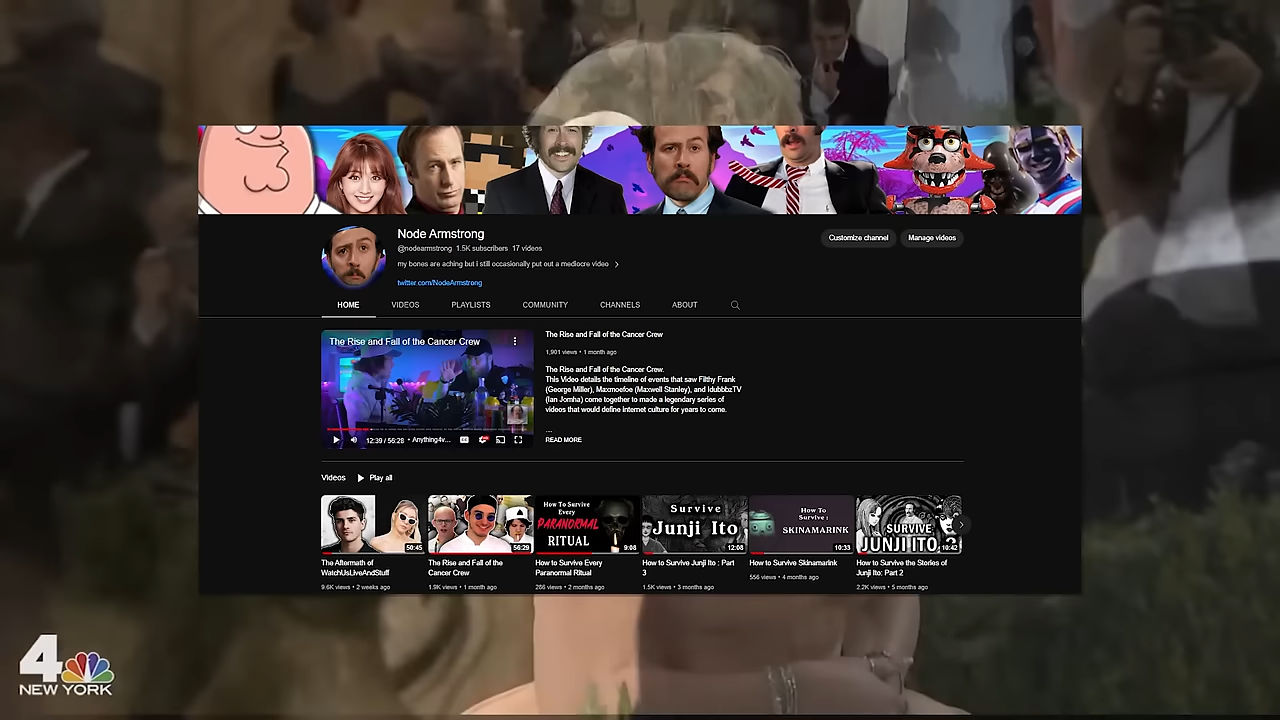 Node Armstrong
@nodearmstrong 1.5K subscribers 17 videos
my bones are aching but i still occasionally put out a mediocre video
twitter.com/NodeArmstrong
Customize channel
Manage videos
HOME VIDEOS PLAYLISTS COMMUNITY CHANNELS ABOUT
The Rise and Fall of the Cancer Crew
12:39 / 56:28 • Anything4v...
The Rise and Fall of the Cancer Crew
1,901 views • 1 month ago
The Rise and Fall of the Cancer Crew.
This Video details the timeline of events that saw Filthy Frank
(George Miller), Maxmoefoe (Maxwell Stanley), and IdubbbzTV
(Ian Jomha) come together to made a legendary series of
videos that would define internet culture for years to come.
...
READ MORE
Videos Play all
50:45
The Aftermath of
WatchUsLiveAndStuff
9.6K views • 2 weeks ago
56:29
The Rise and Fall of the
Cancer Crew
1.9K views • 1 month ago
How To Survive
Every
PARANORMAL
RITUAL
9:08
How to Survive Every
Paranormal Ritual
286 views • 2 months ago
Survive
Junji Ito
12:08
How to Survive Junji Ito : Part
3
1.5K views • 3 months ago
How To
Survive :
SKINAMARINK
10:33
How to Survive Skinamarink
556 views • 4 months ago
SURVIVE
JUNJI ITO 2
10:42
How to Survive the Stories of
Junji Ito: Part 2
2.2K views • 5 months ago
4
NEW YORK